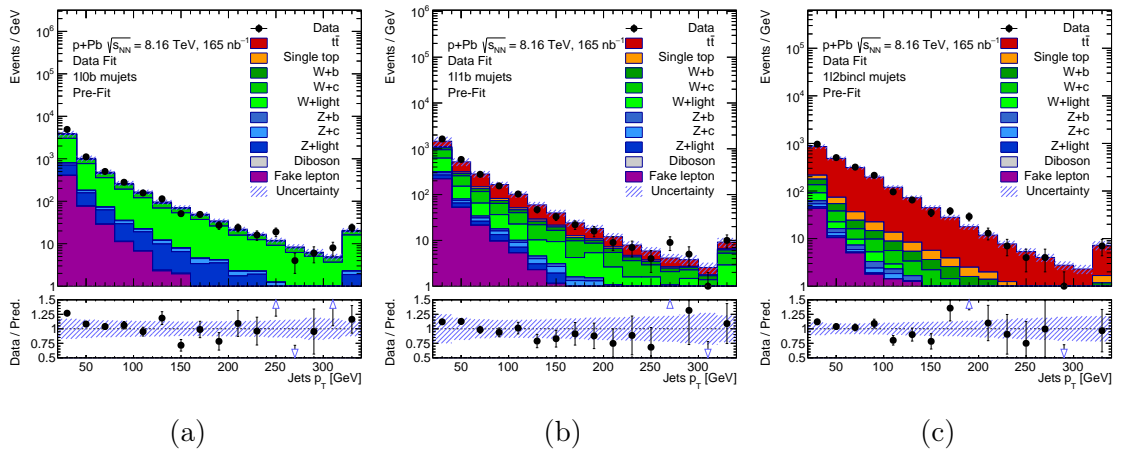 Events / GeV
10⁶
10⁵
10⁴
10³
10²
10
1
p+Pb √s_NN = 8.16 TeV, 165 nb⁻¹
Data Fit
1l0b mujets
Pre-Fit
Data
tt̄
Single top
W+b
W+c
W+light
Z+b
Z+c
Z+light
Diboson
Fake lepton
Uncertainty
Data / Pred.
1.5
1.25
1
0.75
0.5
50 100 150 200 250 300
Jets p_T [GeV]
(a)
Events / GeV
10⁶
10⁵
10⁴
10³
10²
10
1
p+Pb √s_NN = 8.16 TeV, 165 nb⁻¹
Data Fit
1l1b mujets
Pre-Fit
Data
tt̄
Single top
W+b
W+c
W+light
Z+b
Z+c
Z+light
Diboson
Fake lepton
Uncertainty
Data / Pred.
1.5
1.25
1
0.75
0.5
50 100 150 200 250 300
Jets p_T [GeV]
(b)
Events / GeV
10⁵
10⁴
10³
10²
10
1
p+Pb √s_NN = 8.16 TeV, 165 nb⁻¹
Data Fit
1l2bincl mujets
Pre-Fit
Data
tt̄
Single top
W+b
W+c
W+light
Z+b
Z+c
Z+light
Diboson
Fake lepton
Uncertainty
Data / Pred.
1.5
1.25
1
0.75
0.5
50 100 150 200 250 300
Jets p_T [GeV]
(c)